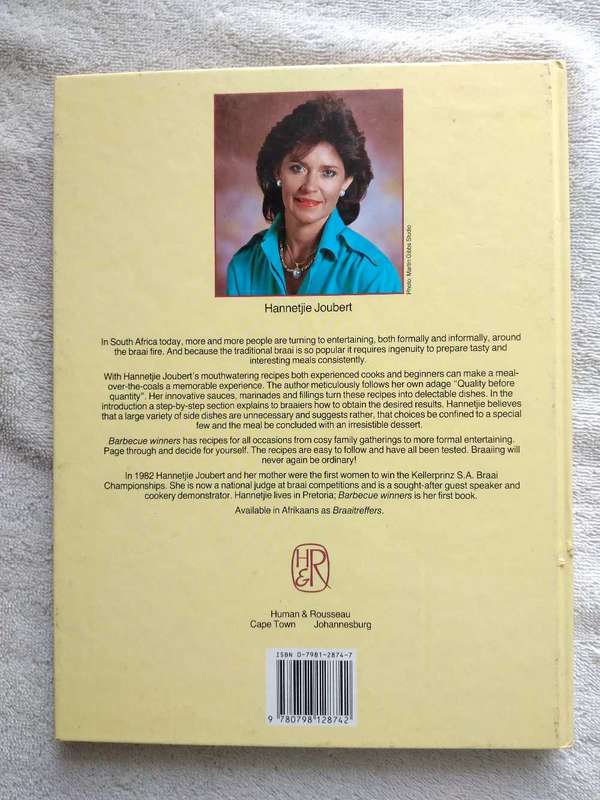 Photo: Martin Gibbs Studio
Hannetjie Joubert
In South Africa today, more and more people are turning to entertaining, both formally and informally, around
the braai fire. And because the traditional braai is so popular it requires ingenuity to prepare tasty and
interesting meals consistently.
With Hannetjie Joubert's mouthwatering recipes both experienced cooks and beginners can make a meal-
over-the-coals a memorable experience. The author meticulously follows her own adage "Quality before
quantity". Her innovative sauces, marinades and fillings turn these recipes into delectable dishes. In the
introduction a step-by-step section explains to braaiers how to obtain the desired results. Hannetjie believes
that a large variety of side dishes are unnecessary and suggests rather, that choices be confined to a special
few and the meal be concluded with an irresistible dessert.
Barbecue winners has recipes for all occasions from cosy family gatherings to more formal entertaining.
Page through and decide for yourself. The recipes are easy to follow and have all been tested. Braaiing will
never again be ordinary!
In 1982 Hannetjie Joubert and her mother were the first women to win the Kellerprinz S.A. Braai
Championships. She is now a national judge at braai competitions and is a sought-after guest speaker and
cookery demonstrator. Hannetjie lives in Pretoria; Barbecue winners is her first book.
Available in Afrikaans as Braaitreffers.
H&R
Human & Rousseau
Cape Town Johannesburg
ISBN 0-7981-2874-7
9 780798 128742